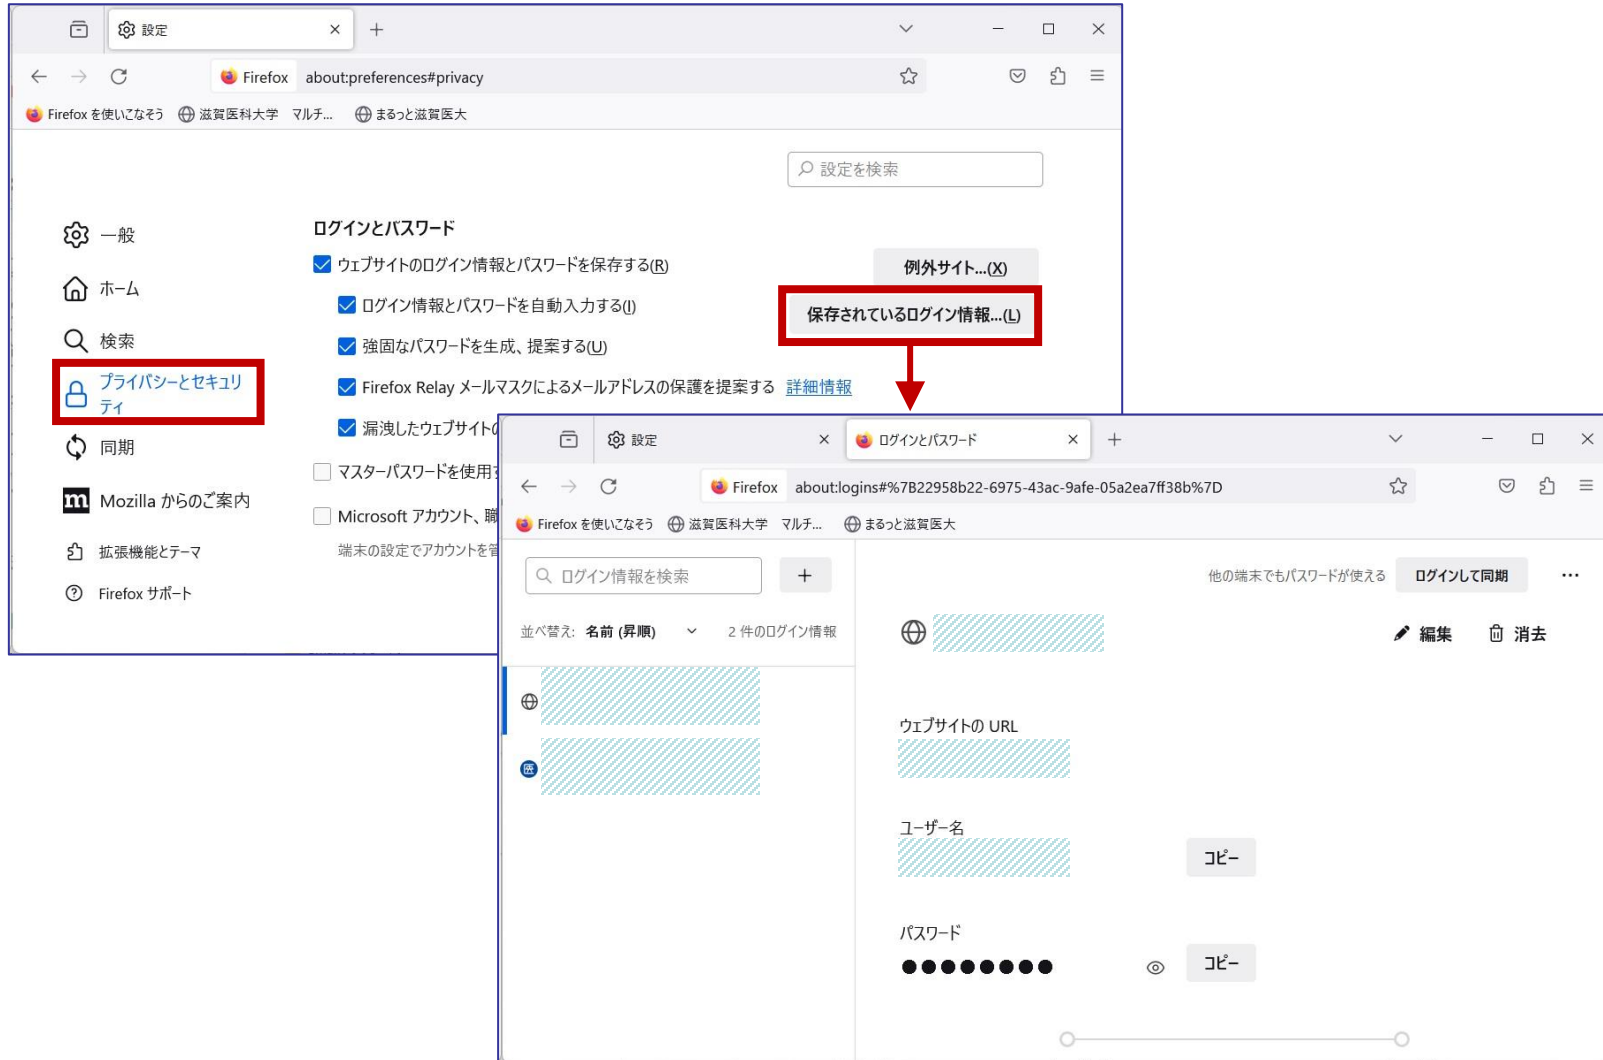 設定
Firefox about:preferences#privacy
Firefox を使いこなそう 滋賀医科大学 マルチ... まるっと滋賀医大
設定を検索
一般
ホーム
検索
プライバシーとセキュリ
ティ
同期
Mozilla からのご案内
拡張機能とテーマ
Firefox サポート
ログインとパスワード
ウェブサイトのログイン情報とパスワードを保存する(R)
例外サイト...(X)
ログイン情報とパスワードを自動入力する(I)
保存されているログイン情報...(L)
強固なパスワードを生成、提案する(U)
Firefox Relay メールマスクによるメールアドレスの保護を提案する 詳細情報
漏洩したウェブサイトの
マスターパスワードを使用す
Microsoft アカウント、職
端末の設定でアカウントを管
設定 ログインとパスワード
Firefox about:logins#%7B22958b22-6975-43ac-9afe-05a2ea7ff38b%7D
Firefox を使いこなそう 滋賀医科大学 マルチ... まるっと滋賀医大
ログイン情報を検索
他の端末でもパスワードが使える ログインして同期
並べ替え: 名前 (昇順) 2 件のログイン情報
編集 消去
ウェブサイトの URL
ユーザー名
コピー
パスワード
●●●●●●●● コピー